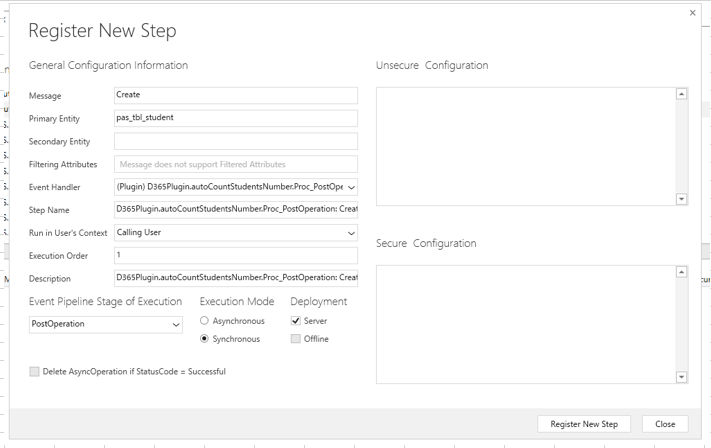 Register New Step
General Configuration Information
Message
Create
Primary Entity
pas_tbl_student
Secondary Entity
Filtering Attributes
Message does not support Filtered Attributes
Event Handler
(Plugin) D365Plugin.autoCountStudentsNumber.Proc_PostOpe
Step Name
D365Plugin.autoCountStudentsNumber.Proc_PostOperation: Creat
Run in User's Context
Calling User
Execution Order
1
Description
D365Plugin.autoCountStudentsNumber.Proc_PostOperation: Creat
Event Pipeline Stage of Execution
PostOperation
Execution Mode
Asynchronous
Synchronous
Deployment
Server
Offline
Delete AsyncOperation if StatusCode = Successful
Unsecure Configuration
Secure Configuration
Register New Step
Close